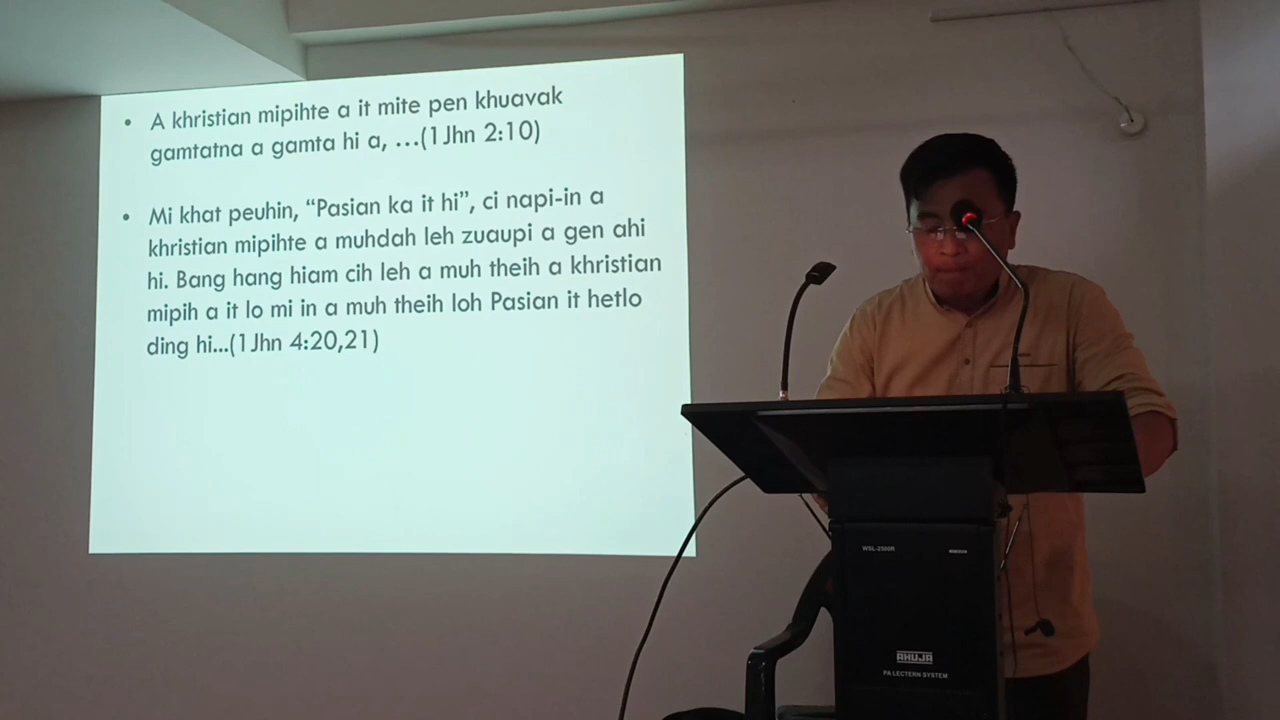 • A khristian mipihte a it mite pen khuavak
gamtatna a gamta hi a, ...(1Jhn 2:10)
• Mi khat peuhin, “Pasian ka it hi”, ci napi-in a
khristian mipihte a muhdah leh zuaupi a gen ahi
hi. Bang hang hiam cih leh a muh theih a khristian
mipih a it lo mi in a muh theih loh Pasian it hetlo
ding hi...(1Jhn 4:20,21)
WSL-2500R
AHUJA
PA LECTERN SYSTEM